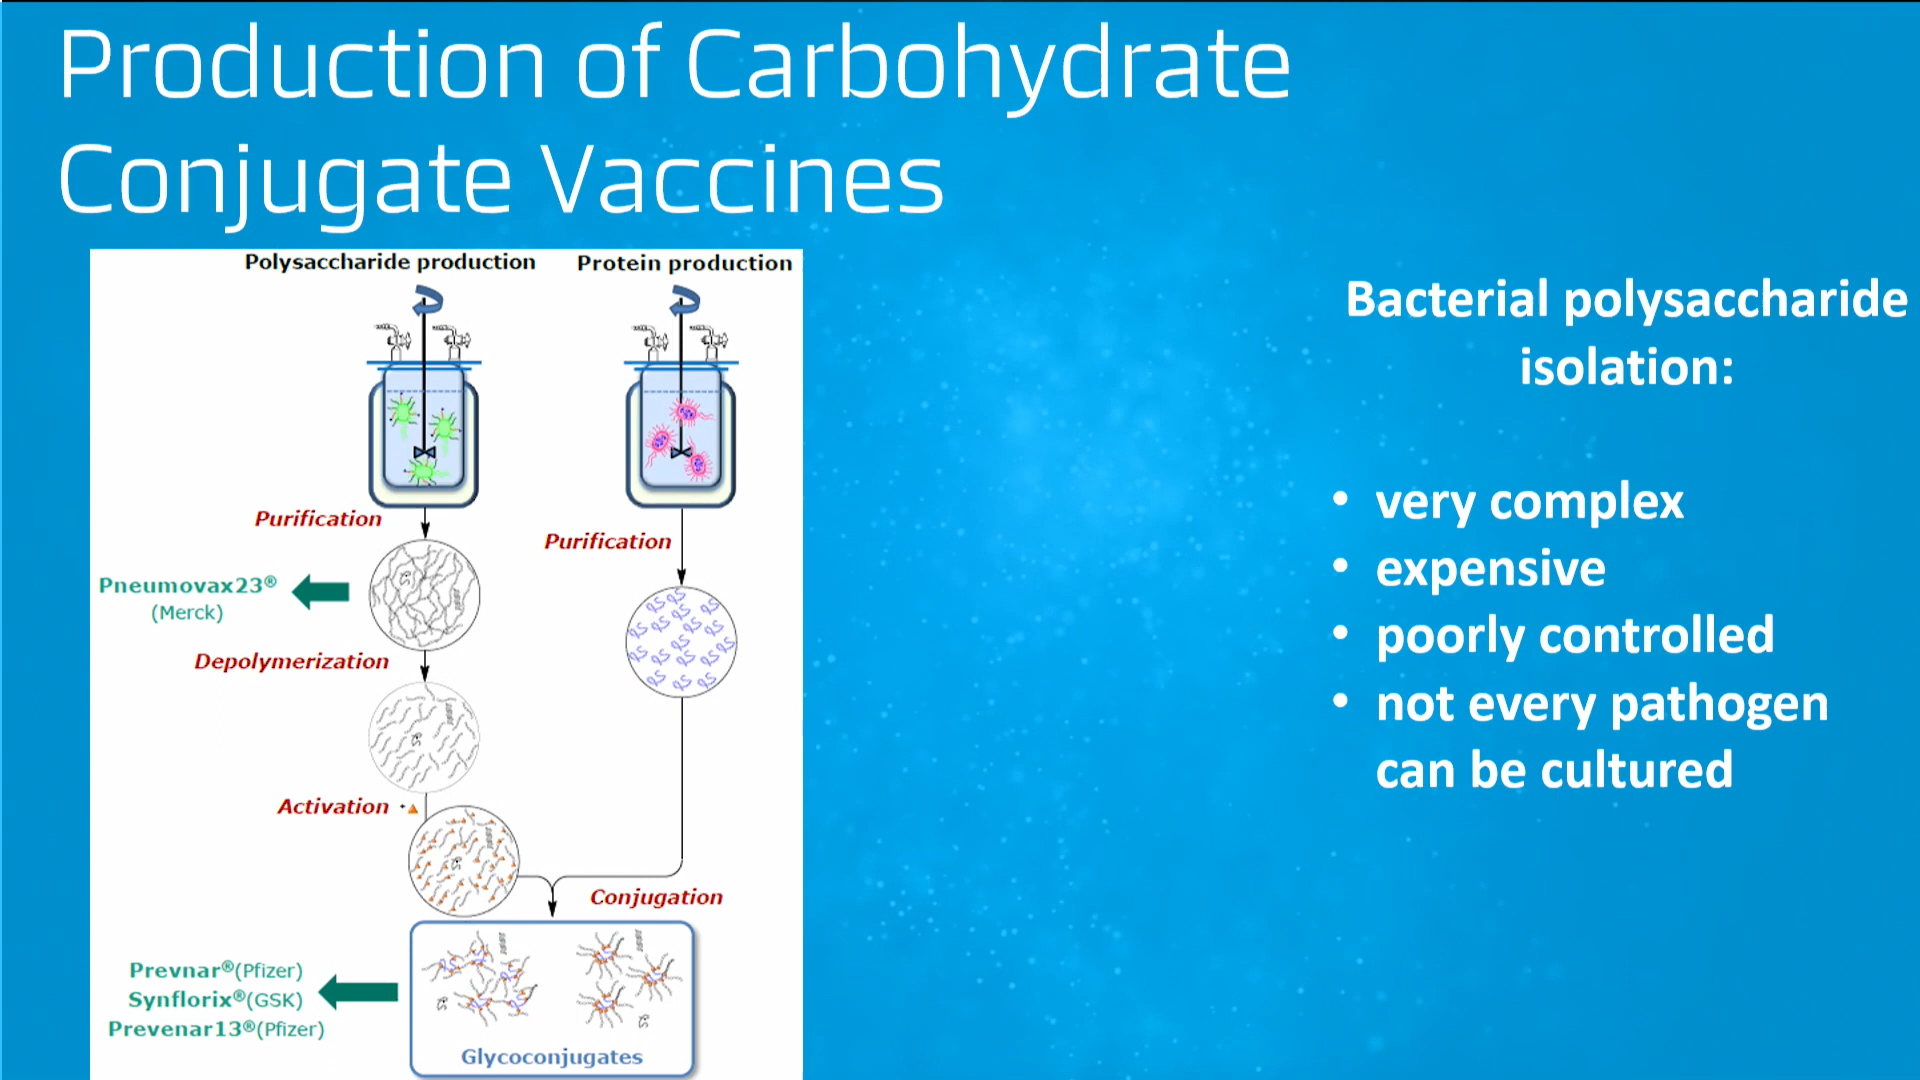 Production of Carbohydrate
Conjugate Vaccines
Polysaccharide production
Protein production
Purification
Purification
Pneumovax23®
(Merck)
Depolymerization
Activation
Conjugation
Prevnar®(Pfizer)
Synflorix®(GSK)
Prevenar13®(Pfizer)
Glycoconjugates
Bacterial polysaccharide
isolation:
• very complex
• expensive
• poorly controlled
• not every pathogen
can be cultured